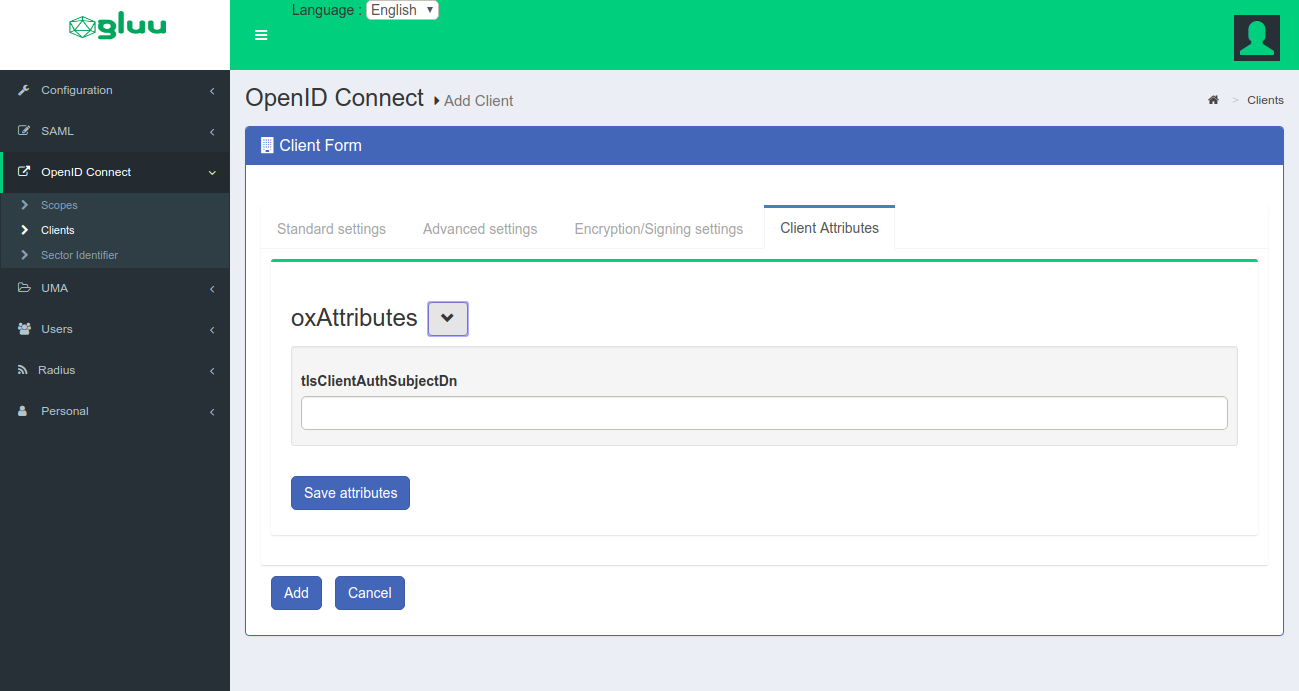 gluu
Language : English
Configuration
SAML
OpenID Connect
Scopes
Clients
Sector Identifier
UMA
Users
Radius
Personal
OpenID Connect Add Client
> Clients
Client Form
Standard settings Advanced settings Encryption/Signing settings Client Attributes
oxAttributes
tlsClientAuthSubjectDn
Save attributes
Add Cancel